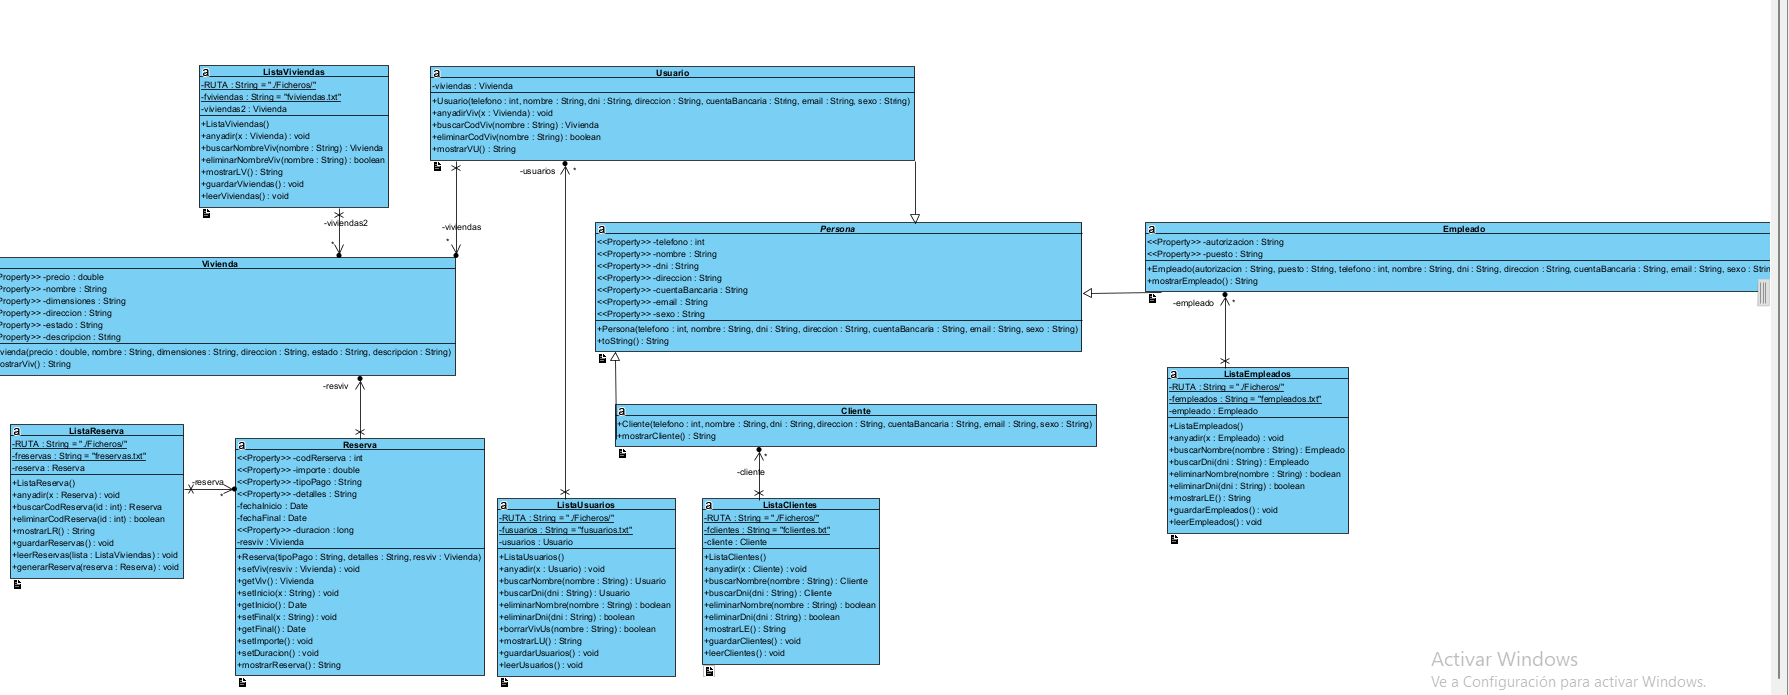 ListaViviendas
-RUTA : String = "./Ficheros/"
-fviviendas : String = "fviviendas.txt"
-viviendas2 : Vivienda
+ListaViviendas()
+anyadir(x : Vivienda) : void
+buscarNombreViv(nombre : String) : Vivienda
+eliminarNombreViv(nombre : String) : boolean
+mostrarLV() : String
+guardarViviendas() : void
+leerViviendas() : void
-viviendas2
*
Usuario
-viviendas : Vivienda
+Usuario(telefono : int, nombre : String, dni : String, direccion : String, cuentaBancaria : String, email : String, sexo : String)
+anyadirViv(x : Vivienda) : void
+buscarCodViv(nombre : String) : Vivienda
+eliminarCodViv(nombre : String) : boolean
+mostrarVU() : String
-usuarios
*
-viviendas
*
Vivienda
Property>> -precio : double
Property>> -nombre : String
Property>> -dimensiones : String
Property>> -direccion : String
Property>> -estado : String
Property>> -descripcion : String
vienda(precio : double, nombre : String, dimensiones : String, direccion : String, estado : String, descripcion : String)
ostrarViv() : String
-resviv
Persona
<<Property>> -telefono : int
<<Property>> -nombre : String
<<Property>> -dni : String
<<Property>> -direccion : String
<<Property>> -cuentaBancaria : String
<<Property>> -email : String
<<Property>> -sexo : String
+Persona(telefono : int, nombre : String, dni : String, direccion : String, cuentaBancaria : String, email : String, sexo : String)
+toString() : String
Empleado
<<Property>> -autorizacion : String
<<Property>> -puesto : String
+Empleado(autorizacion : String, puesto : String, telefono : int, nombre : String, dni : String, direccion : String, cuentaBancaria : String, email : String, sexo : Strin
+mostrarEmpleado() : String
-empleado
*
ListaEmpleados
-RUTA : String = "./Ficheros/"
-fempleados : String = "fempleados.txt"
-empleado : Empleado
+ListaEmpleados()
+anyadir(x : Empleado) : void
+buscarNombre(nombre : String) : Empleado
+buscarDni(dni : String) : Empleado
+eliminarNombre(nombre : String) : boolean
+eliminarDni(dni : String) : boolean
+mostrarLE() : String
+guardarEmpleados() : void
+leerEmpleados() : void
Cliente
+Cliente(telefono : int, nombre : String, dni : String, direccion : String, cuentaBancaria : String, email : String, sexo : String)
+mostrarCliente() : String
-cliente
*
ListaReserva
-RUTA : String = "./Ficheros/"
-freservas : String = "freservas.txt"
-reserva : Reserva
+ListaReserva()
+anyadir(x : Reserva) : void
+buscarCodReserva(id : int) : Reserva
+eliminarCodReserva(id : int) : boolean
+mostrarLR() : String
+guardarReservas() : void
+leerReservas(lista : ListaViviendas) : void
+generarReserva(reserva : Reserva) : void
-reserva
*
Reserva
<<Property>> -codRerserva : int
<<Property>> -importe : double
<<Property>> -tipoPago : String
<<Property>> -detalles : String
-fechaInicio : Date
-fechaFinal : Date
<<Property>> -duracion : long
-resviv : Vivienda
+Reserva(tipoPago : String, detalles : String, resviv : Vivienda)
+setViv(resviv : Vivienda) : void
+getViv() : Vivienda
+setInicio(x : String) : void
+getInicio() : Date
+setFinal(x : String) : void
+getFinal() : Date
+setImporte() : void
+setDuracion() : void
+mostrarReserva() : String
ListaUsuarios
-RUTA : String = "./Ficheros/"
-fusuarios : String = "fusuarios.txt"
-usuarios : Usuario
+ListaUsuarios()
+anyadir(x : Usuario) : void
+buscarNombre(nombre : String) : Usuario
+buscarDni(dni : String) : Usuario
+eliminarNombre(nombre : String) : boolean
+eliminarDni(dni : String) : boolean
+borrarVivUs(nombre : String) : boolean
+mostrarLU() : String
+guardarUsuarios() : void
+leerUsuarios() : void
ListaClientes
-RUTA : String = "./Ficheros/"
-fclientes : String = "fclientes.txt"
-cliente : Cliente
+ListaClientes()
+anyadir(x : Cliente) : void
+buscarNombre(nombre : String) : Cliente
+buscarDni(dni : String) : Cliente
+eliminarNombre(nombre : String) : boolean
+eliminarDni(dni : String) : boolean
+mostrarLE() : String
+guardarClientes() : void
+leerClientes() : void
Activar Windows
Ve a Configuración para activar Windows.